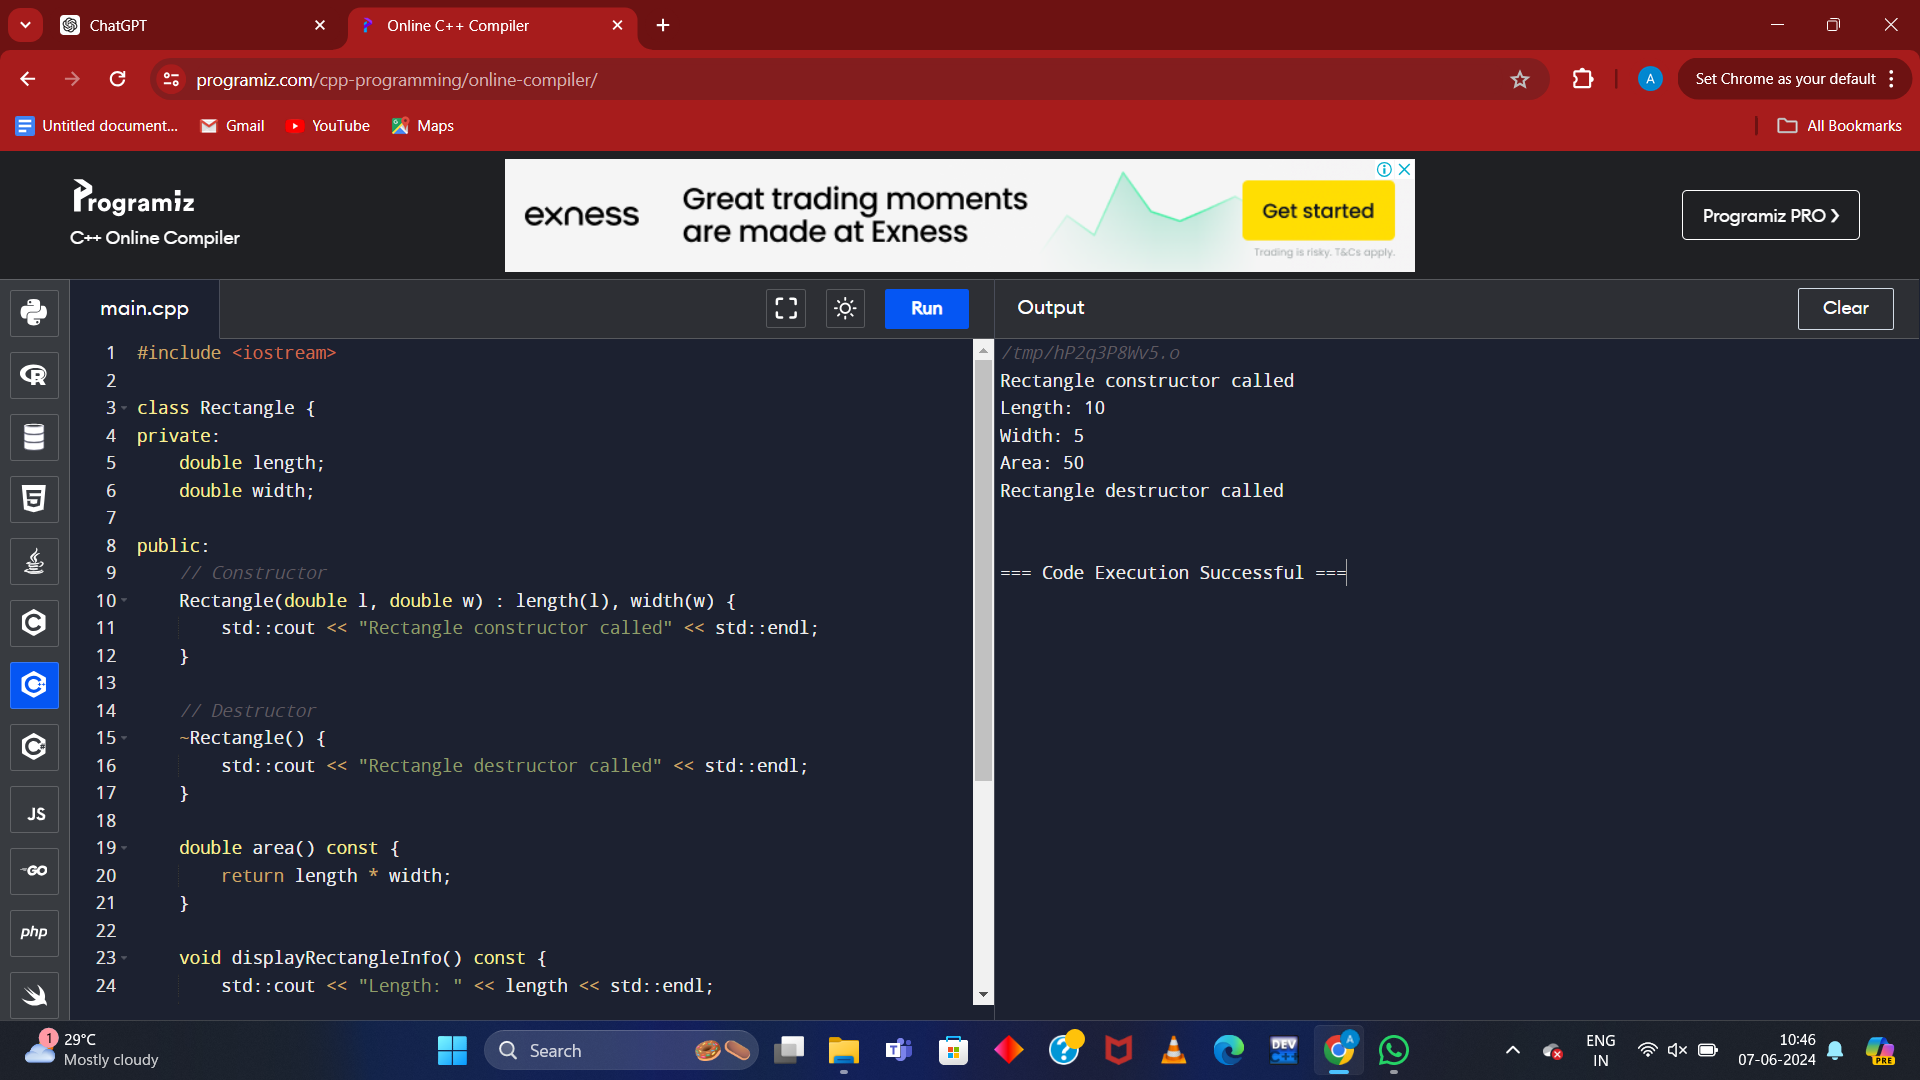 ChatGPT
Online C++ Compiler
programiz.com/cpp-programming/online-compiler/
A
Set Chrome as your default
Untitled document...
Gmail
YouTube
Maps
All Bookmarks
Programiz
C++ Online Compiler
exness
Great trading moments
are made at Exness
Get started
Trading is risky. T&Cs apply.
Programiz PRO
main.cpp
Run
Output
Clear
1 #include <iostream>
2
3 class Rectangle {
4 private:
5     double length;
6     double width;
7
8 public:
9     // Constructor
10     Rectangle(double l, double w) : length(l), width(w) {
11         std::cout << "Rectangle constructor called" << std::endl;
12     }
13
14     // Destructor
15     ~Rectangle() {
16         std::cout << "Rectangle destructor called" << std::endl;
17     }
18
19     double area() const {
20         return length * width;
21     }
22
23     void displayRectangleInfo() const {
24         std::cout << "Length: " << length << std::endl;
/tmp/hP2q3P8Wv5.o
Rectangle constructor called
Length: 10
Width: 5
Area: 50
Rectangle destructor called
=== Code Execution Successful ===
R
5
C
C
C
JS
GO
php
1
29°C
Mostly cloudy
Search
DEV
C++
A
ENG
IN
10:46
07-06-2024
PRE